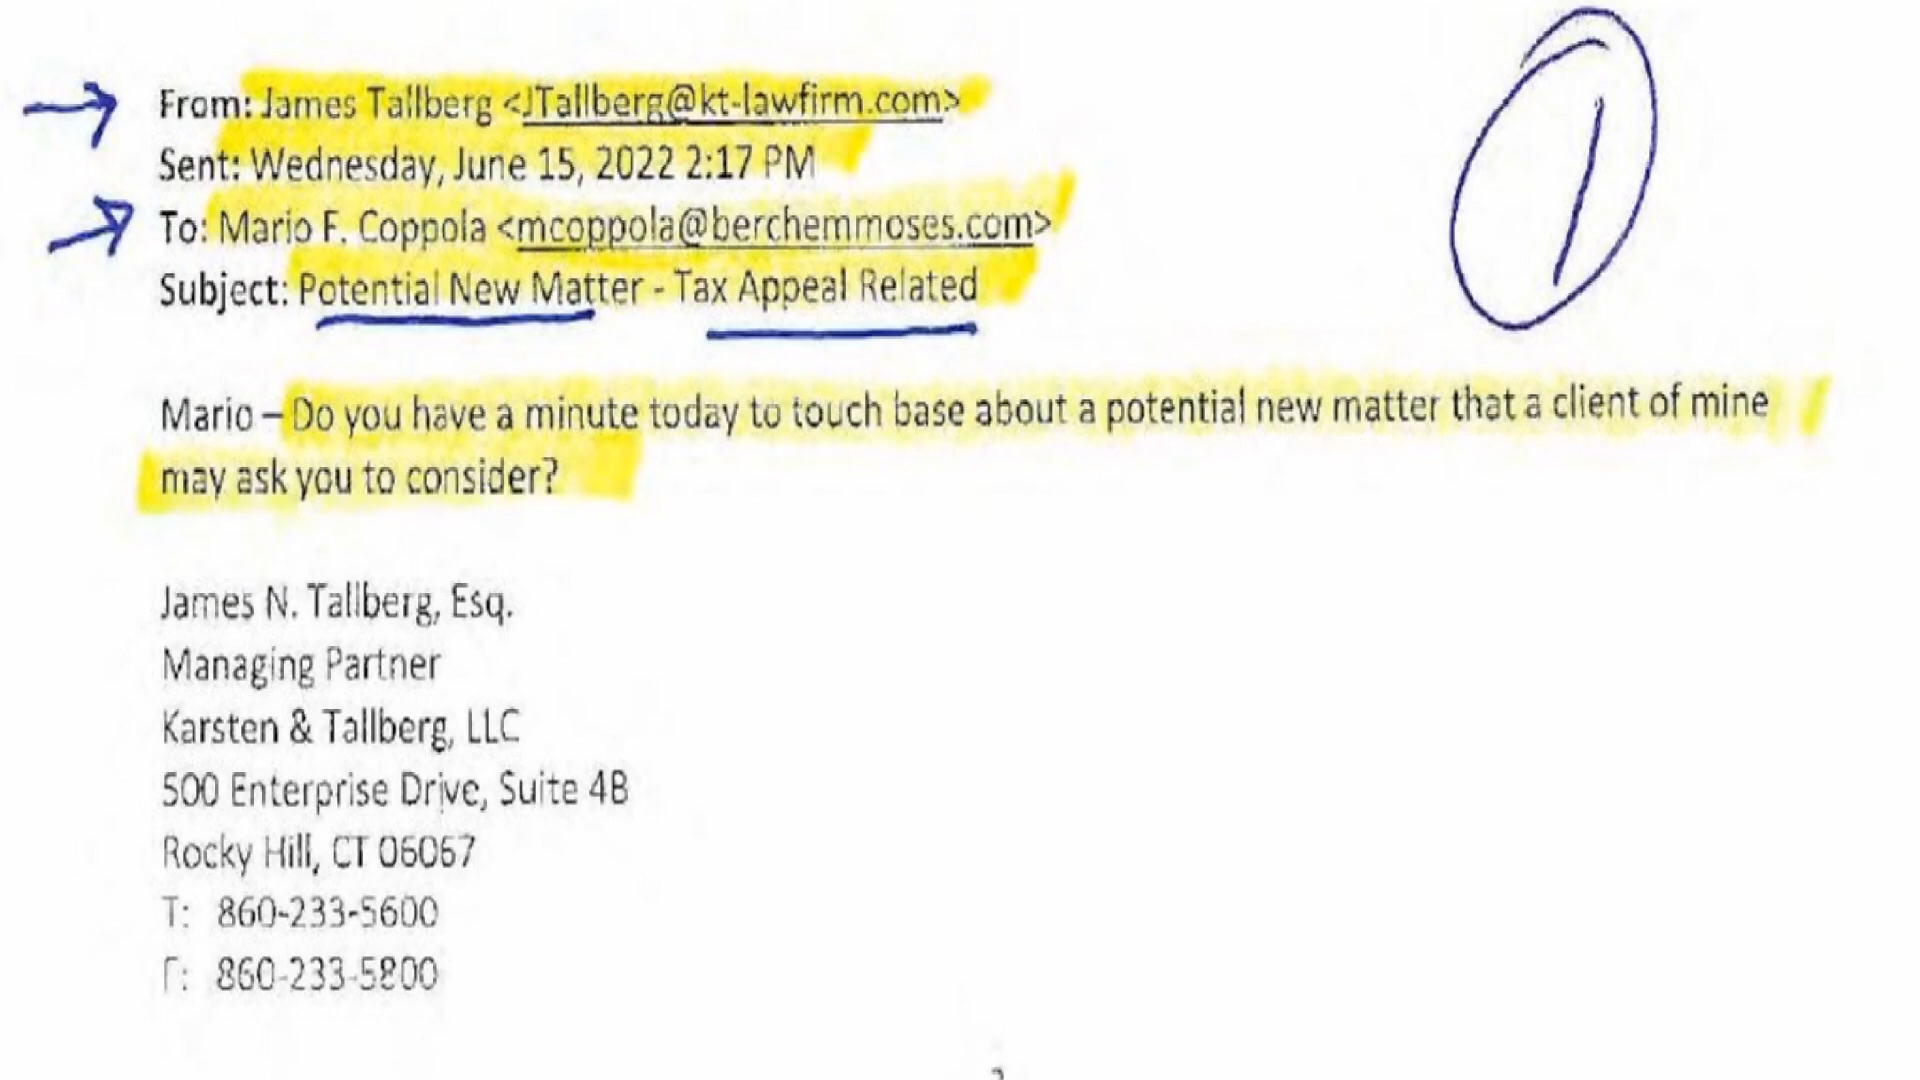 1
From: James Tallberg <JTallberg@kt-lawfirm.com>
Sent: Wednesday, June 15, 2022 2:17 PM
To: Mario F. Coppola <mcoppola@berchemmoses.com>
Subject: Potential New Matter - Tax Appeal Related
Mario – Do you have a minute today to touch base about a potential new matter that a client of mine
may ask you to consider?
James N. Tallberg, Esq.
Managing Partner
Karsten & Tallberg, LLC
500 Enterprise Drive, Suite 4B
Rocky Hill, CT 06067
T: 860-233-5600
F: 860-233-5800